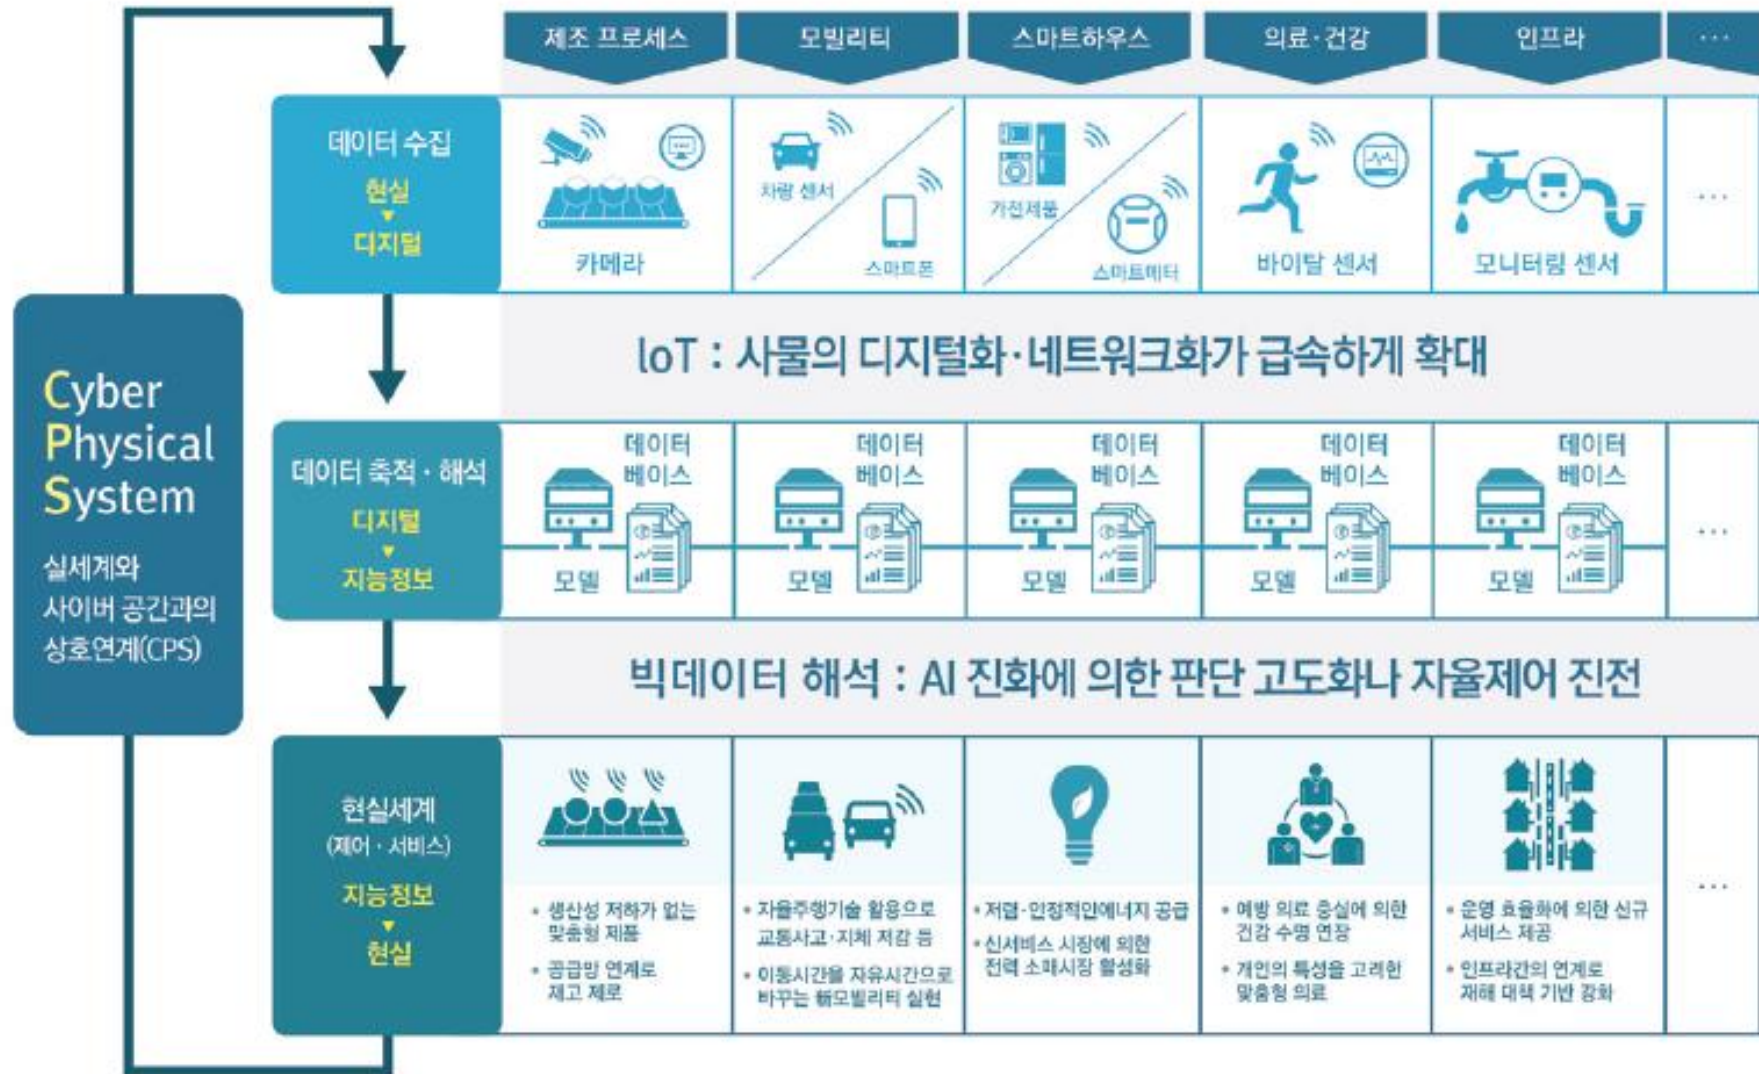 제조 프로세스
모빌리티
스마트하우스
의료·건강
인프라
...
Cyber
Physical
System
실세계와
사이버 공간과의
상호연계(CPS)
데이터 수집
현실
▼
디지털
카메라
차량 센서
스마트폰
가전제품
스마트메터
바이탈 센서
모니터링 센서
...
IoT : 사물의 디지털화·네트워크화가 급속하게 확대
데이터 축적 · 해석
디지털
▼
지능정보
데이터
베이스
모델
데이터
베이스
모델
데이터
베이스
모델
데이터
베이스
모델
데이터
베이스
모델
...
빅데이터 해석 : AI 진화에 의한 판단 고도화나 자율제어 진전
현실세계
(제어 · 서비스)
지능정보
▼
현실
• 생산성 저하가 없는
맞춤형 제품
• 공급망 연계로
재고 제로
• 자율주행기술 활용으로
교통사고·지체 저감 등
• 이동시간을 자유시간으로
바꾸는 新모빌리티 실현
• 저렴·안정적인에너지 공급
• 신서비스 시장에 의한
전력 소매시장 활성화
• 예방 의료 충실에 의한
건강 수명 연장
• 개인의 특성을 고려한
맞춤형 의료
• 운영 효율화에 의한 신규
서비스 제공
• 인프라간의 연계로
재해 대책 기반 강화
...